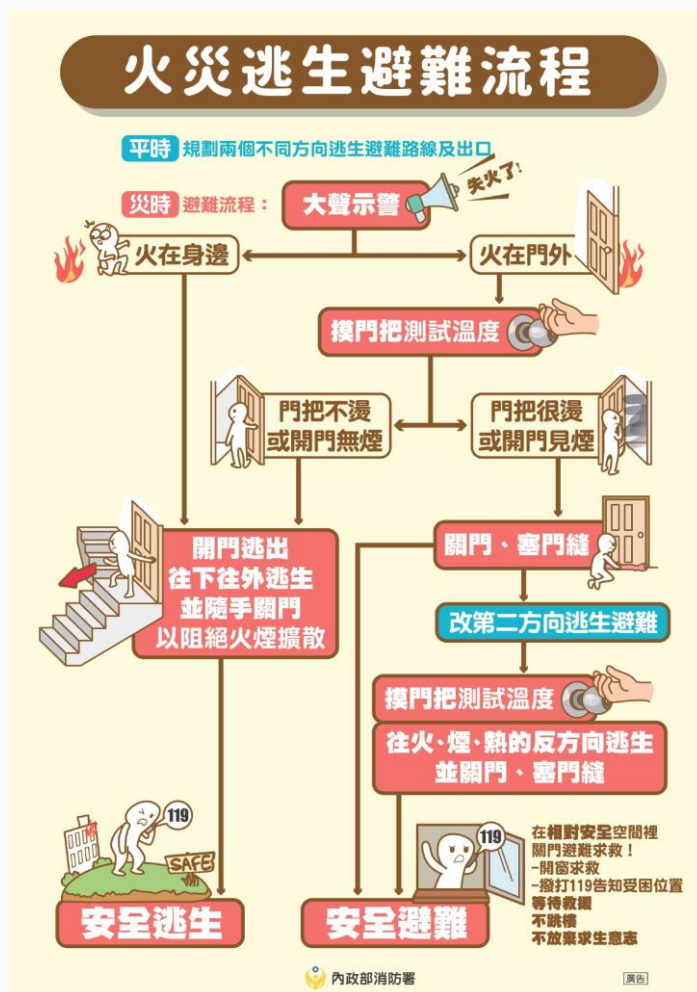 火災逃生避難流程
平時 規劃兩個不同方向逃生避難路線及出口
失火了!
災時 避難流程：
大聲示警
火在身邊
火在門外
摸門把測試溫度
門把不燙
或開門無煙
門把很燙
或開門見煙
開門逃出
往下往外逃生
並隨手關門
以阻絕火煙擴散
關門、塞門縫
改第二方向逃生避難
摸門把測試溫度
往火、煙、熱的反方向逃生
並關門、塞門縫
119
SAFE
安全逃生
119
安全避難
在相對安全空間裡
關門避難求救！
-開窗求救
-撥打119告知受困位置
等待救援
不跳樓
不放棄求生意志
內政部消防署
廣告